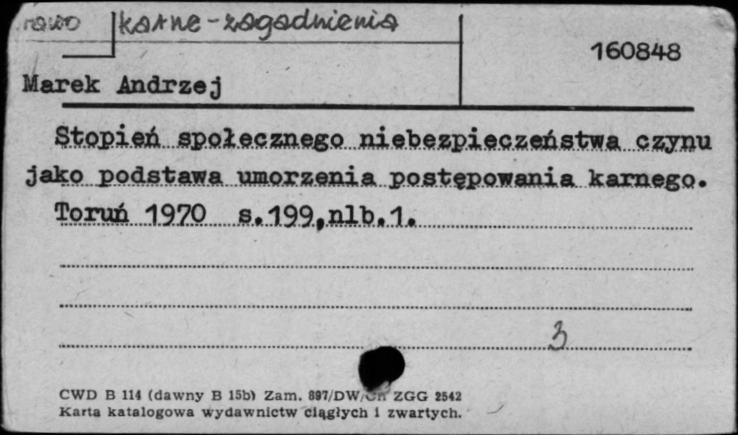 karne-zagadnienia
160848
Marek Andrzej
Stopień społecznego niebezpieczeństwa czynu
jako podstawa umorzenia postępowania karnego.
Toruń 1970 s.199,nlb.1.
3
CWD B 114 (dawny B 15b) Zam. 897/DW/ ZGG 2542
Karta katalogowa wydawnictw ciągłych i zwartych.